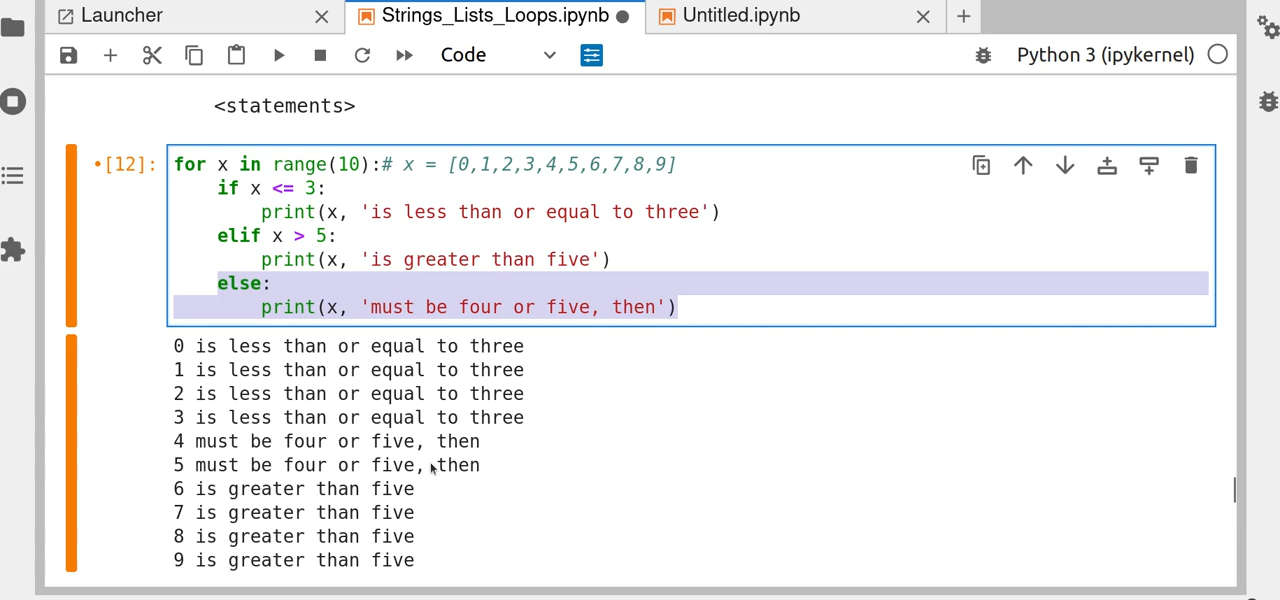 Launcher
Strings_Lists_Loops.ipynb
Untitled.ipynb
Code
Python 3 (ipykernel)
<statements>
[12]:
for x in range(10):# x = [0,1,2,3,4,5,6,7,8,9]
    if x <= 3:
        print(x, 'is less than or equal to three')
    elif x > 5:
        print(x, 'is greater than five')
    else:
        print(x, 'must be four or five, then')
0 is less than or equal to three
1 is less than or equal to three
2 is less than or equal to three
3 is less than or equal to three
4 must be four or five, then
5 must be four or five, then
6 is greater than five
7 is greater than five
8 is greater than five
9 is greater than five